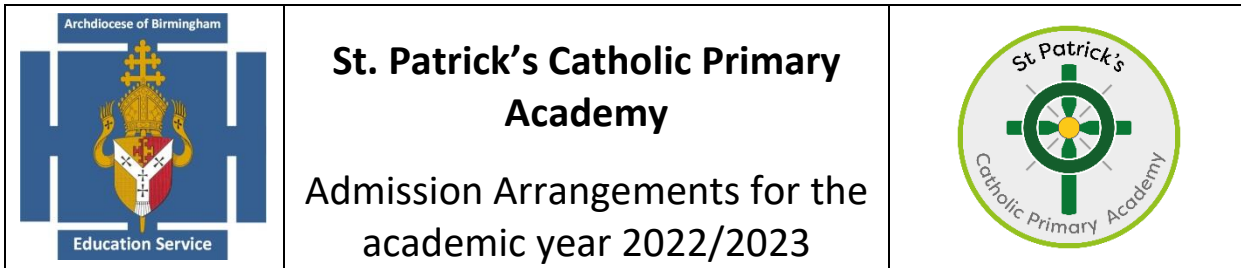 Archdiocese of Birmingham
Education Service
St. Patrick’s Catholic Primary
Academy
Admission Arrangements for the
academic year 2022/2023
St Patrick's
Catholic Primary Academy